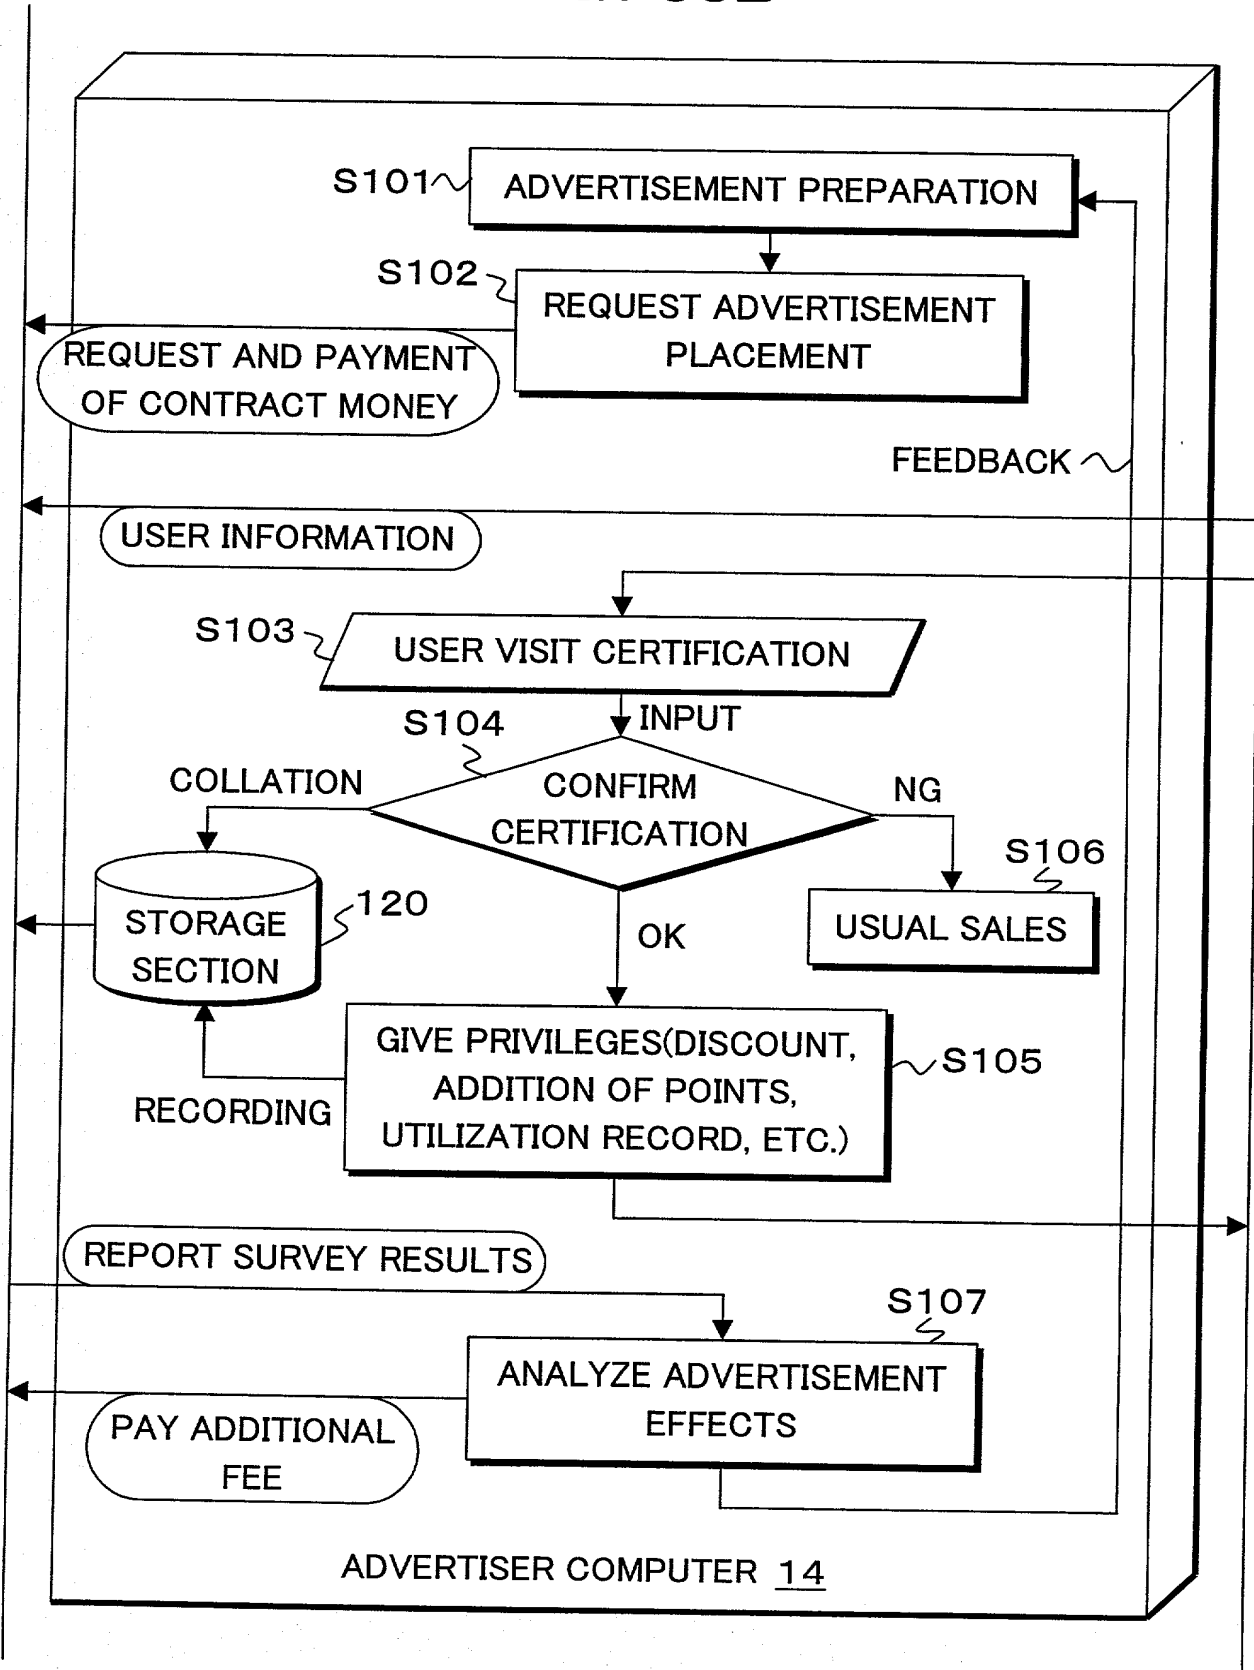 S101
ADVERTISEMENT PREPARATION
S102
REQUEST ADVERTISEMENT
PLACEMENT
REQUEST AND PAYMENT
OF CONTRACT MONEY
FEEDBACK
USER INFORMATION
S103
USER VISIT CERTIFICATION
S104
INPUT
COLLATION
CONFIRM
CERTIFICATION
NG
S106
USUAL SALES
STORAGE
SECTION
120
OK
GIVE PRIVILEGES(DISCOUNT,
ADDITION OF POINTS,
UTILIZATION RECORD, ETC.)
S105
RECORDING
REPORT SURVEY RESULTS
S107
ANALYZE ADVERTISEMENT
EFFECTS
PAY ADDITIONAL
FEE
ADVERTISER COMPUTER 14